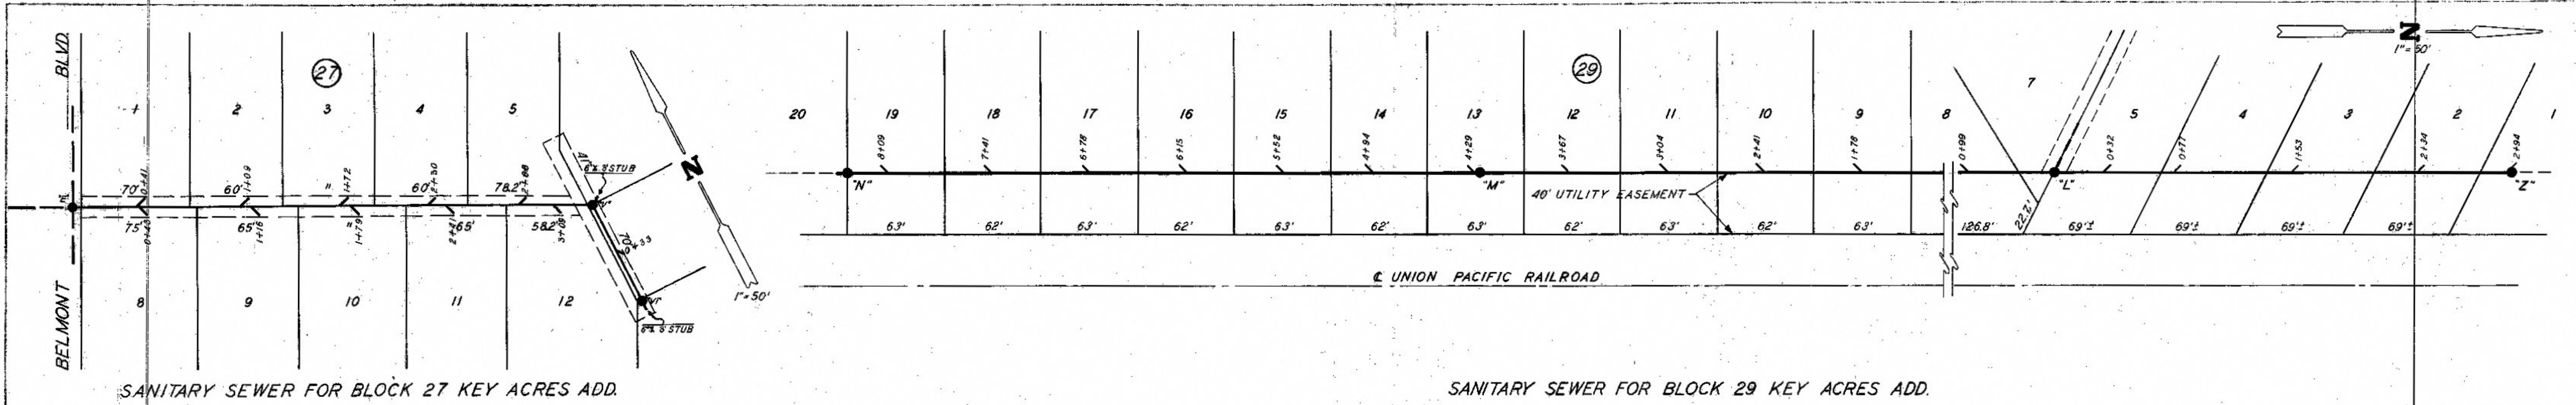 BELMONT BLVD.
27
1 2 3 4 5
70' 0+41 60' 1+09 " 1+72 60' 2+30 78.2' 2+88
75' 0+45 65' 1+16 " 1+79 2+41 65' 58.2' 3+09
8 9 10 11 12
6" X 3' STUB
70'
0+33
6" X 5' STUB
N
1"=50'
SANITARY SEWER FOR BLOCK 27 KEY ACRES ADD.
29
N
1"=50'
20 19 18 17 16 15 14 13 12 11 10 9 8 7 5 4 3 2 1
8+09 7+41 6+78 6+15 5+52 4+94 4+29 3+67 3+04 2+41 1+78 0+99 0+32 0+71 1+53 2+34 2+94
"N" "M" "L" "Z"
40' UTILITY EASEMENT
63' 62' 63' 62' 63' 62' 63' 62' 63' 62' 63' 126.8' 22.2' 69'± 69'± 69'± 69'±
℄ UNION PACIFIC RAILROAD
SANITARY SEWER FOR BLOCK 29 KEY ACRES ADD.